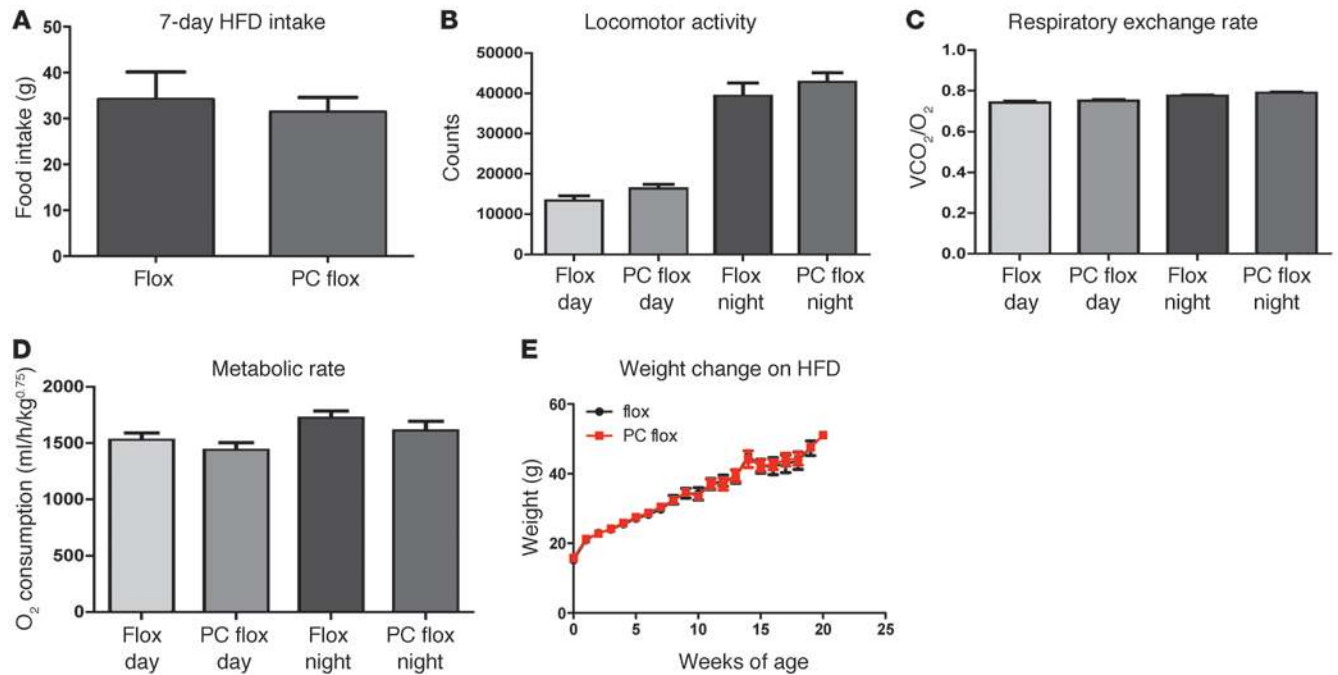 A
7-day HFD intake
Food intake (g)
50
40
30
20
10
0
Flox
PC flox
B
Locomotor activity
Counts
50000
40000
30000
20000
10000
0
Flox day
PC flox day
Flox night
PC flox night
C
Respiratory exchange rate
VCO₂/O₂
1.0
0.8
0.6
0.4
0.2
0.0
Flox day
PC flox day
Flox night
PC flox night
D
Metabolic rate
O₂ consumption (ml/h/kg⁰·⁷⁵)
2000
1500
1000
500
0
Flox day
PC flox day
Flox night
PC flox night
E
Weight change on HFD
flox
PC flox
Weight (g)
60
40
20
0
0 5 10 15 20 25
Weeks of age